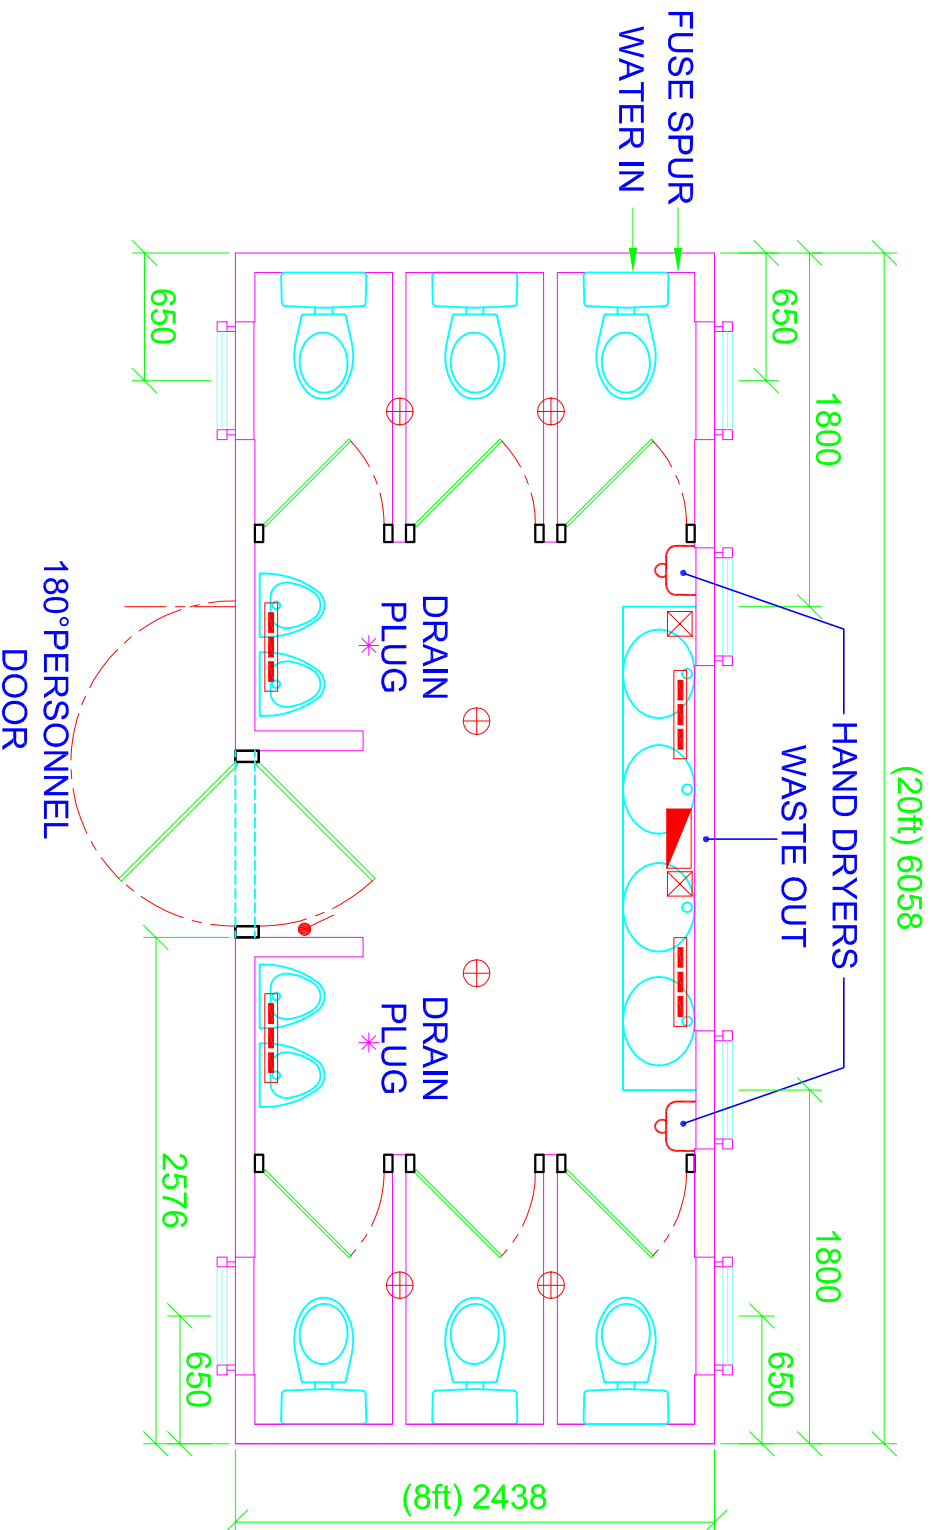 (20ft) 6058
1800
1800
650
650
HAND DRYERS
WASTE OUT
FUSE SPUR
WATER IN
DRAIN
PLUG
DRAIN
PLUG
(8ft) 2438
650
2576
650
180°PERSONNEL
DOOR